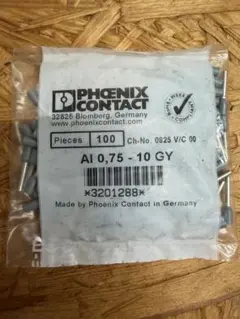 PHŒNIX
CONTACT
32825 Blomberg, Germany
www.
phoenixcontact.com
Pieces 100 Ch-No. 0825 V/C 00
AI 0,75 - 10 GY
*3201288*
Made by Phoenix Contact in Germany